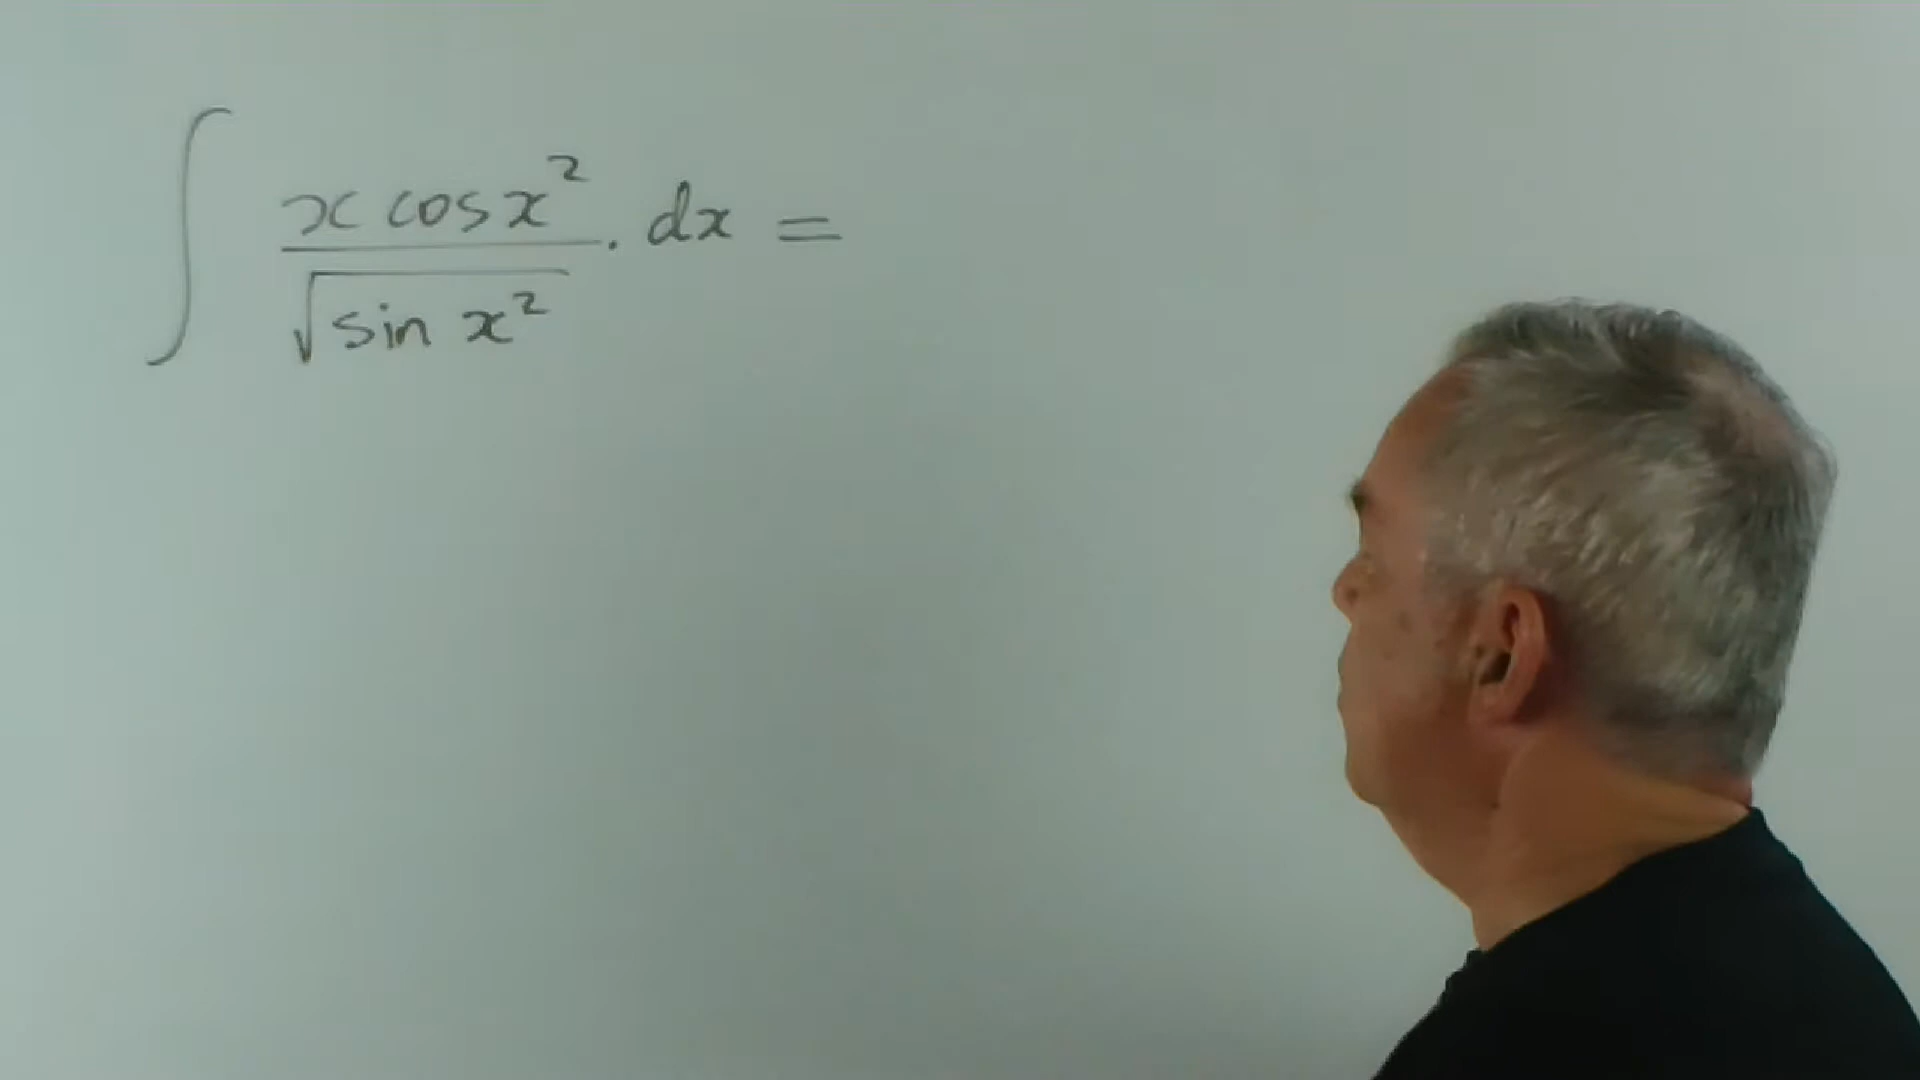 ∫ x cos x² / √(sin x²) . dx =